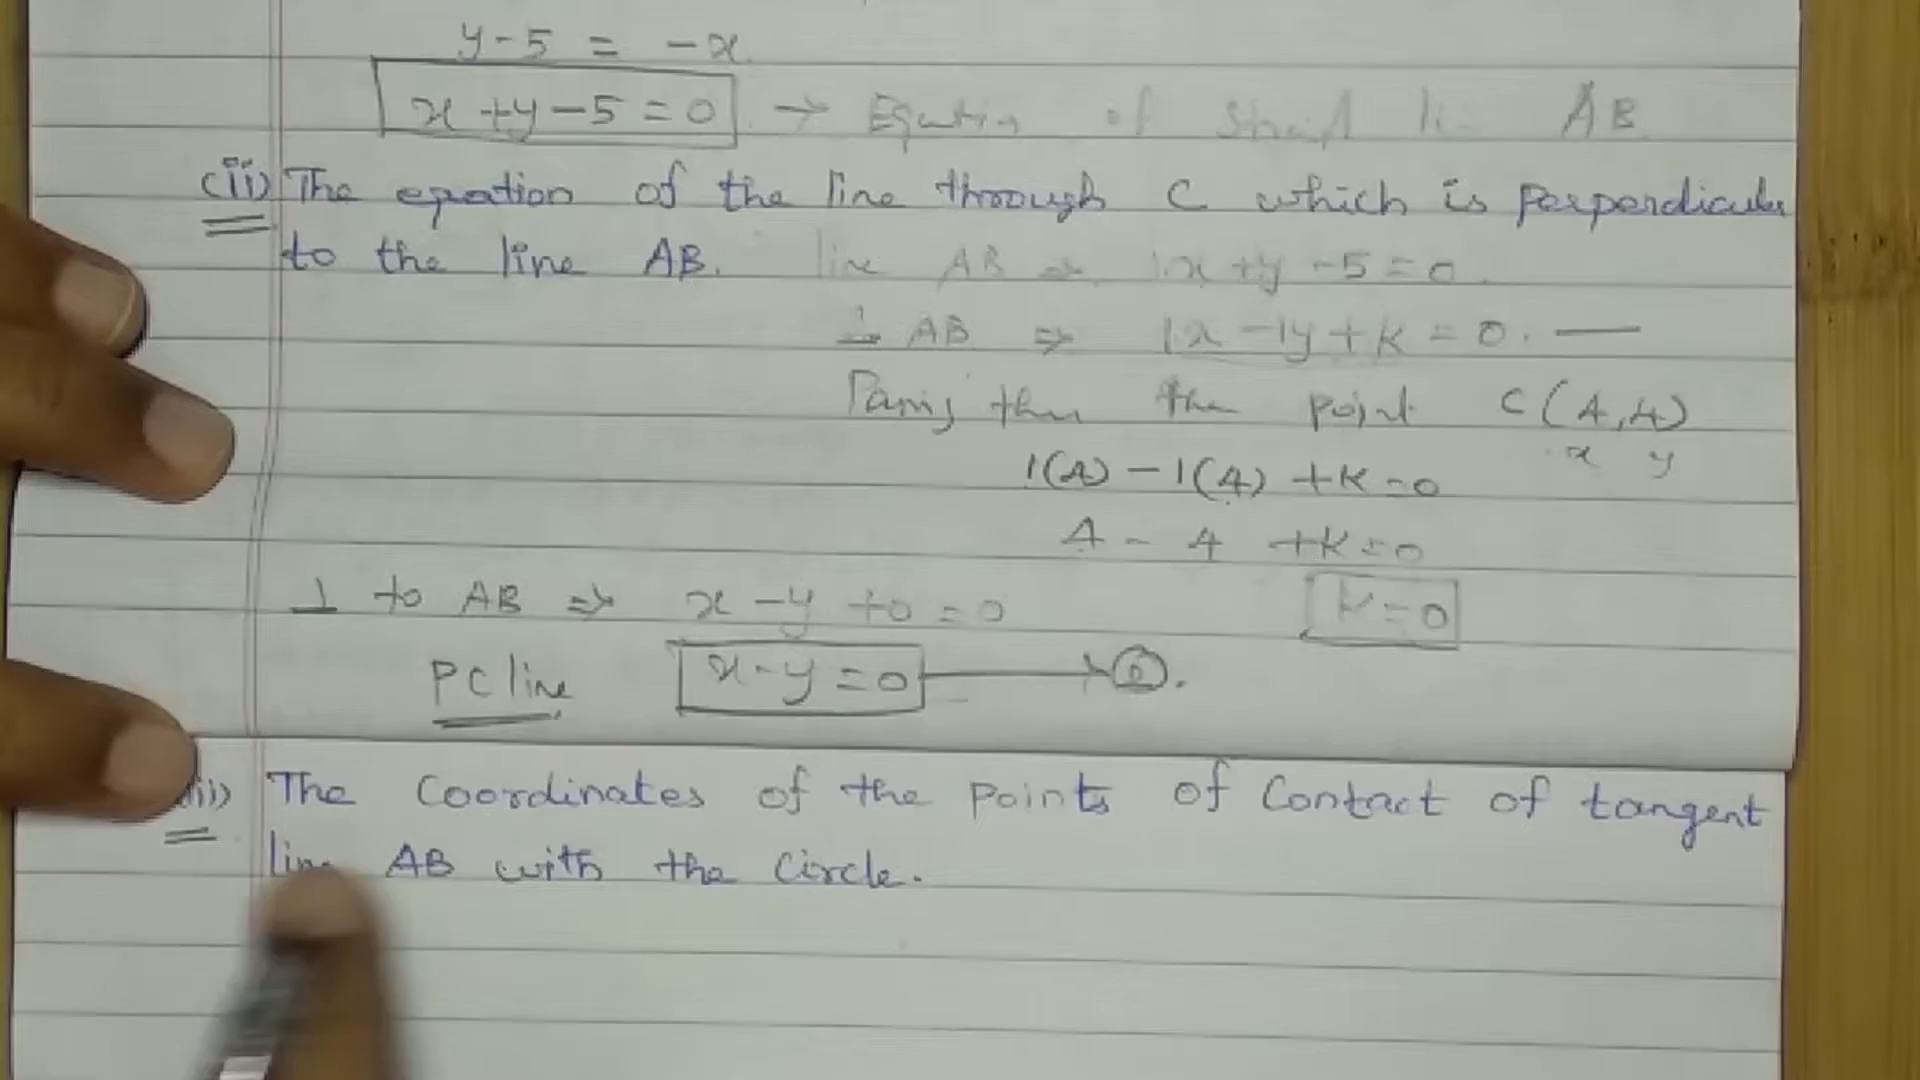 y - 5 = -x
x + y - 5 = 0 → Equation of AB
(ii) The equation of the line through C which is perpendicular
to the line AB. line AB ⇒ 1x + y - 5 = 0
⊥ AB ⇒ 1x - 1y + k = 0. —
the point C(4,4)
x y
1(4) - 1(4) + k = 0
4 - 4 + k = 0
⊥ to AB ⇒ x - y + 0 = 0 k = 0
PC line x - y = 0 → ②.
ii) The Coordinates of the points of Contact of tangent
line AB with the Circle.